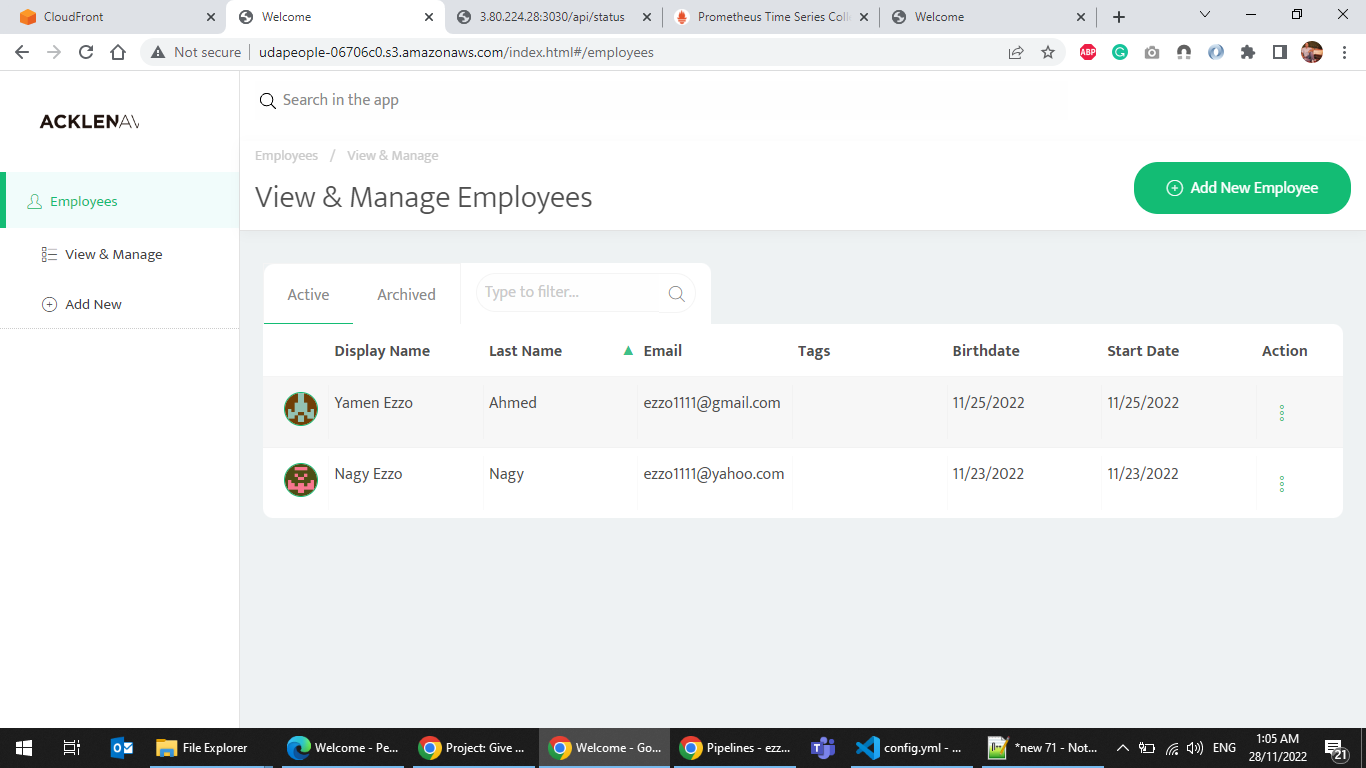 CloudFront
Welcome
3.80.224.28:3030/api/status
Prometheus Time Series Coll
Welcome
Not secure
udapeople-06706c0.s3.amazonaws.com/index.html#/employees
ABP
ACKLENAV
Search in the app
Employees / View & Manage
View & Manage Employees
Add New Employee
Employees
View & Manage
Add New
Active
Archived
Type to filter...
Display Name Last Name Email Tags Birthdate Start Date Action
Yamen Ezzo Ahmed ezzo1111@gmail.com 11/25/2022 11/25/2022
Nagy Ezzo Nagy ezzo1111@yahoo.com 11/23/2022 11/23/2022
File Explorer
Welcome - Pe...
Project: Give ...
Welcome - Go...
Pipelines - ezz...
config.yml - ...
*new 71 - Not...
ENG
1:05 AM
28/11/2022
21